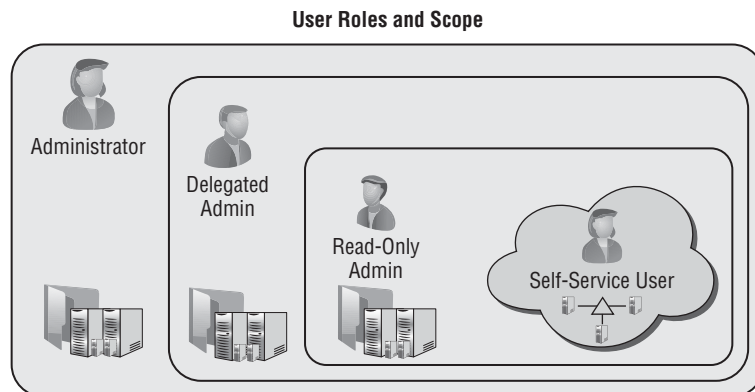 User Roles and Scope
Administrator
Delegated
Admin
Read-Only
Admin
Self-Service User